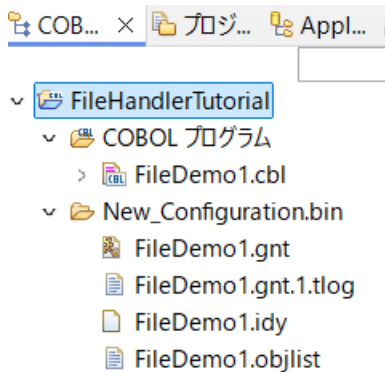 COB... プロジ... Appl...
FileHandlerTutorial
COBOL プログラム
FileDemo1.cbl
New_Configuration.bin
FileDemo1.gnt
FileDemo1.gnt.1.tlog
FileDemo1.idy
FileDemo1.objlist